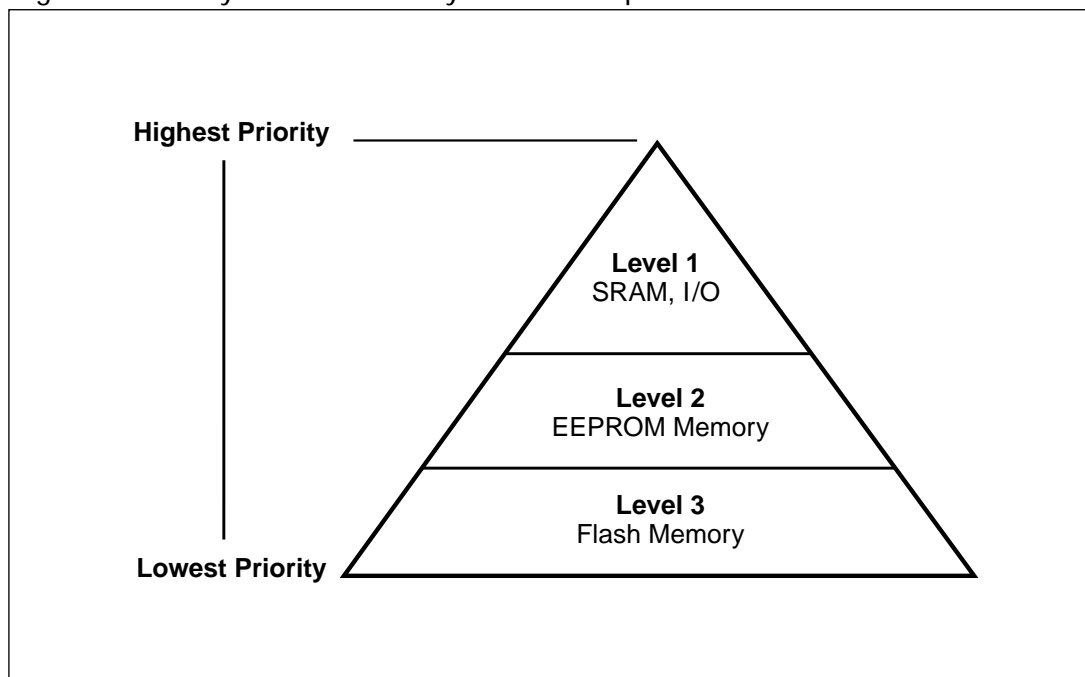 Highest Priority
Level 1
SRAM, I/O
Level 2
EEPROM Memory
Level 3
Flash Memory
Lowest Priority